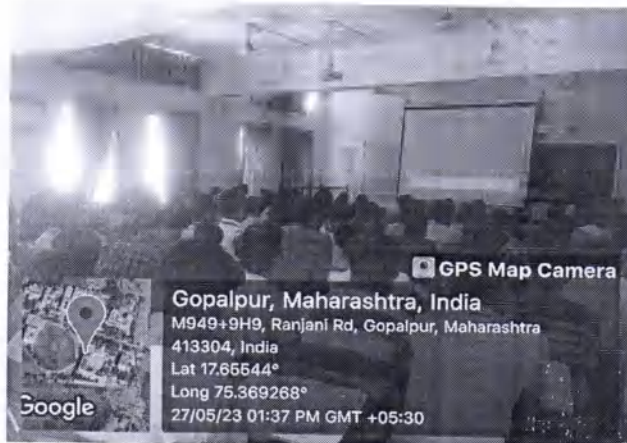 GPS Map Camera
Gopalpur, Maharashtra, India
M949+9H9, Ranjani Rd, Gopalpur, Maharashtra
413304, India
Lat 17.65544°
Long 75.369268°
27/05/23 01:37 PM GMT +05:30
Google